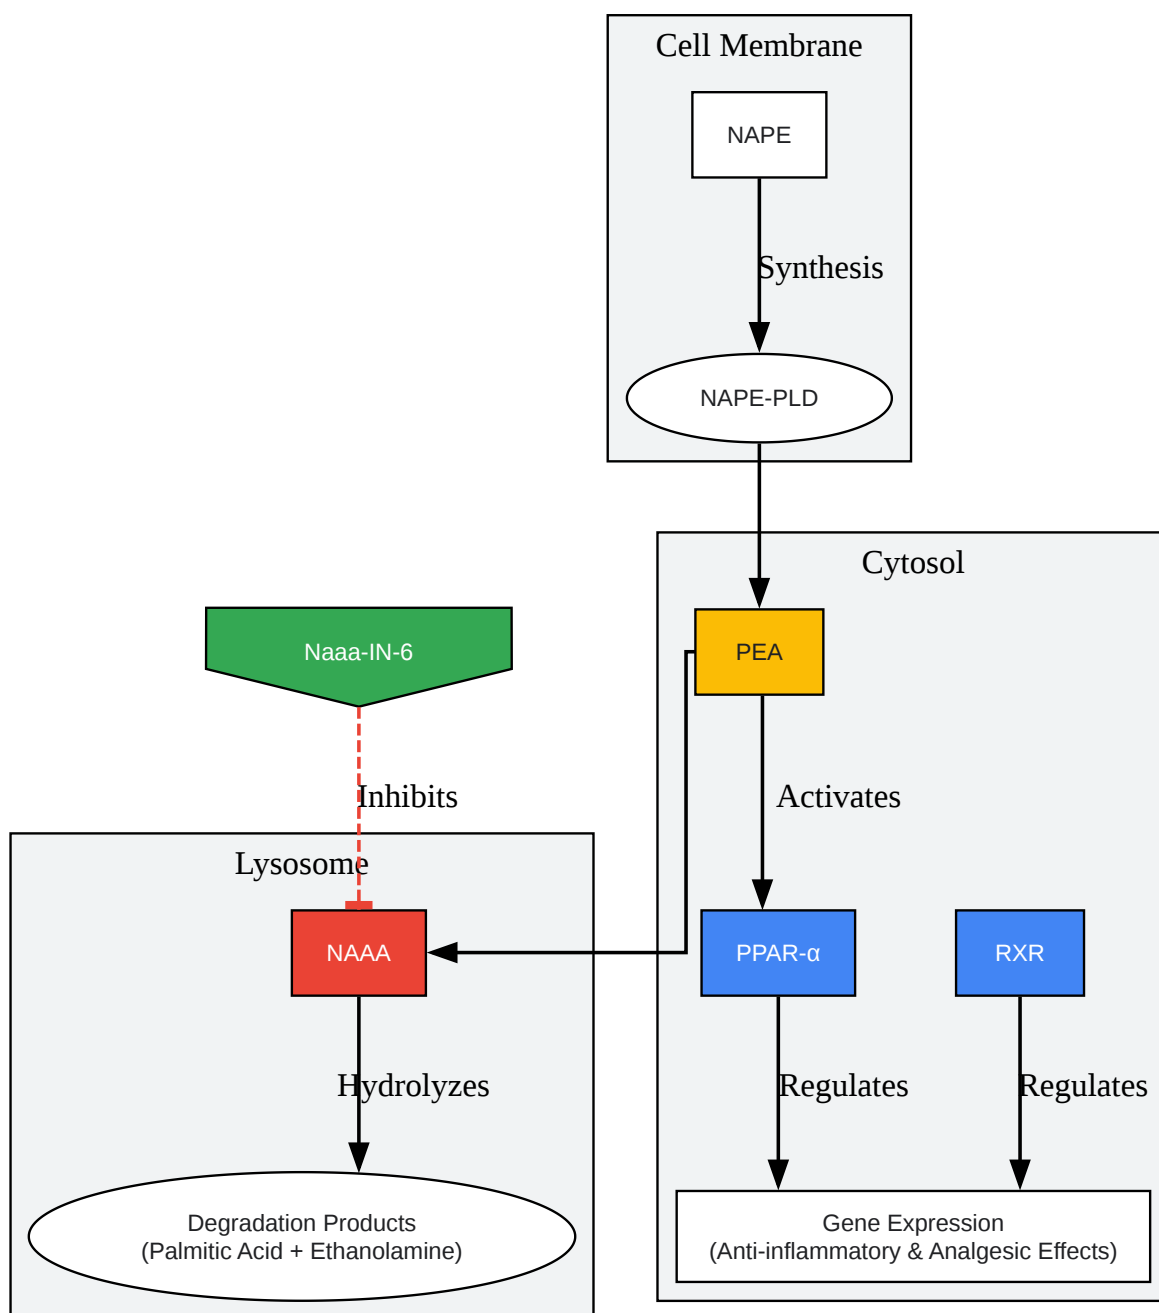 Cell Membrane
NAPE
Synthesis
NAPE-PLD
Cytosol
Naaa-IN-6
PEA
Inhibits
Activates
Lysosome
NAAA
PPAR-α
RXR
Hydrolyzes
Regulates
Regulates
Degradation Products
(Palmitic Acid + Ethanolamine)
Gene Expression
(Anti-inflammatory & Analgesic Effects)